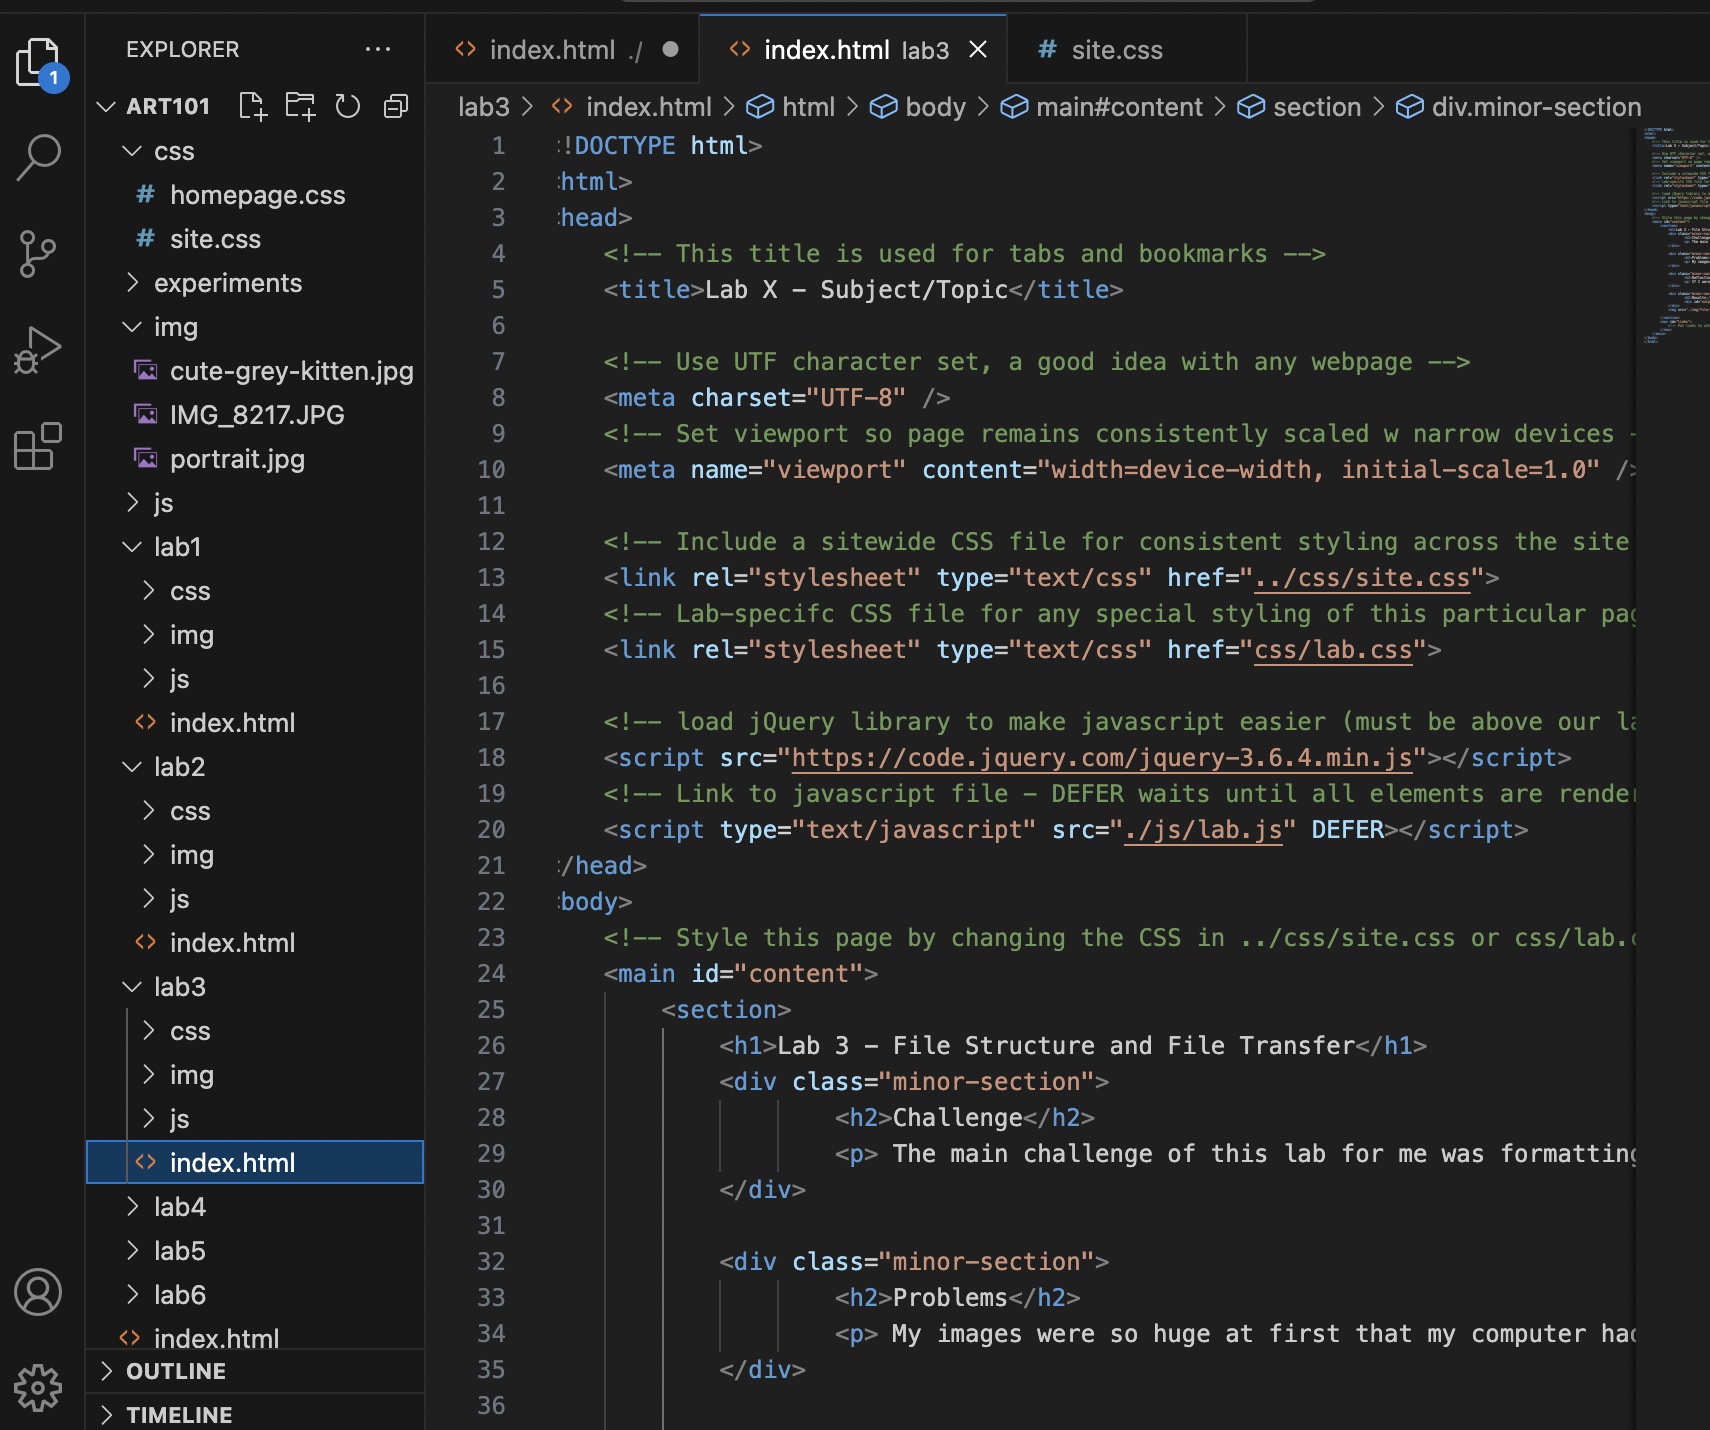 EXPLORER
1
ART101
css
homepage.css
site.css
experiments
img
cute-grey-kitten.jpg
IMG_8217.JPG
portrait.jpg
js
lab1
css
img
js
index.html
lab2
css
img
js
index.html
lab3
css
img
js
index.html
lab4
lab5
lab6
index.html
OUTLINE
TIMELINE
index.html ./
index.html lab3
# site.css
lab3 > <> index.html > html > body > main#content > section > div.minor-section
1 !DOCTYPE html>
2 html>
3 head>
4 <!-- This title is used for tabs and bookmarks -->
5 <title>Lab X - Subject/Topic</title>
6
7 <!-- Use UTF character set, a good idea with any webpage -->
8 <meta charset="UTF-8" />
9 <!-- Set viewport so page remains consistently scaled w narrow devices -
10 <meta name="viewport" content="width=device-width, initial-scale=1.0" />
11
12 <!-- Include a sitewide CSS file for consistent styling across the site
13 <link rel="stylesheet" type="text/css" href="../css/site.css">
14 <!-- Lab-specifc CSS file for any special styling of this particular pag
15 <link rel="stylesheet" type="text/css" href="css/lab.css">
16
17 <!-- load jQuery library to make javascript easier (must be above our la
18 <script src="https://code.jquery.com/jquery-3.6.4.min.js"></script>
19 <!-- Link to javascript file - DEFER waits until all elements are render
20 <script type="text/javascript" src="./js/lab.js" DEFER></script>
21 /head>
22 body>
23 <!-- Style this page by changing the CSS in ../css/site.css or css/lab.c
24 <main id="content">
25 <section>
26 <h1>Lab 3 - File Structure and File Transfer</h1>
27 <div class="minor-section">
28 <h2>Challenge</h2>
29 <p> The main challenge of this lab for me was formatting
30 </div>
31
32 <div class="minor-section">
33 <h2>Problems</h2>
34 <p> My images were so huge at first that my computer had
35 </div>
36